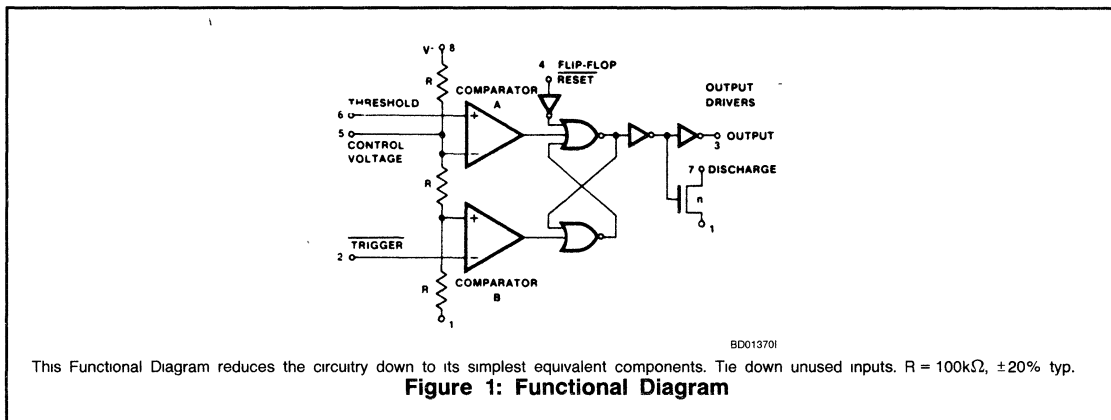 V- 8
R
THRESHOLD
6
5
CONTROL
VOLTAGE
COMPARATOR
A
+
-
4 FLIP-FLOP
RESET
OUTPUT
DRIVERS
OUTPUT
3
7 DISCHARGE
n
1
R
+
TRIGGER
2
-
R
COMPARATOR
B
1
BD01370I
This Functional Diagram reduces the circuitry down to its simplest equivalent components. Tie down unused inputs. R = 100kΩ, ±20% typ.
Figure 1: Functional Diagram